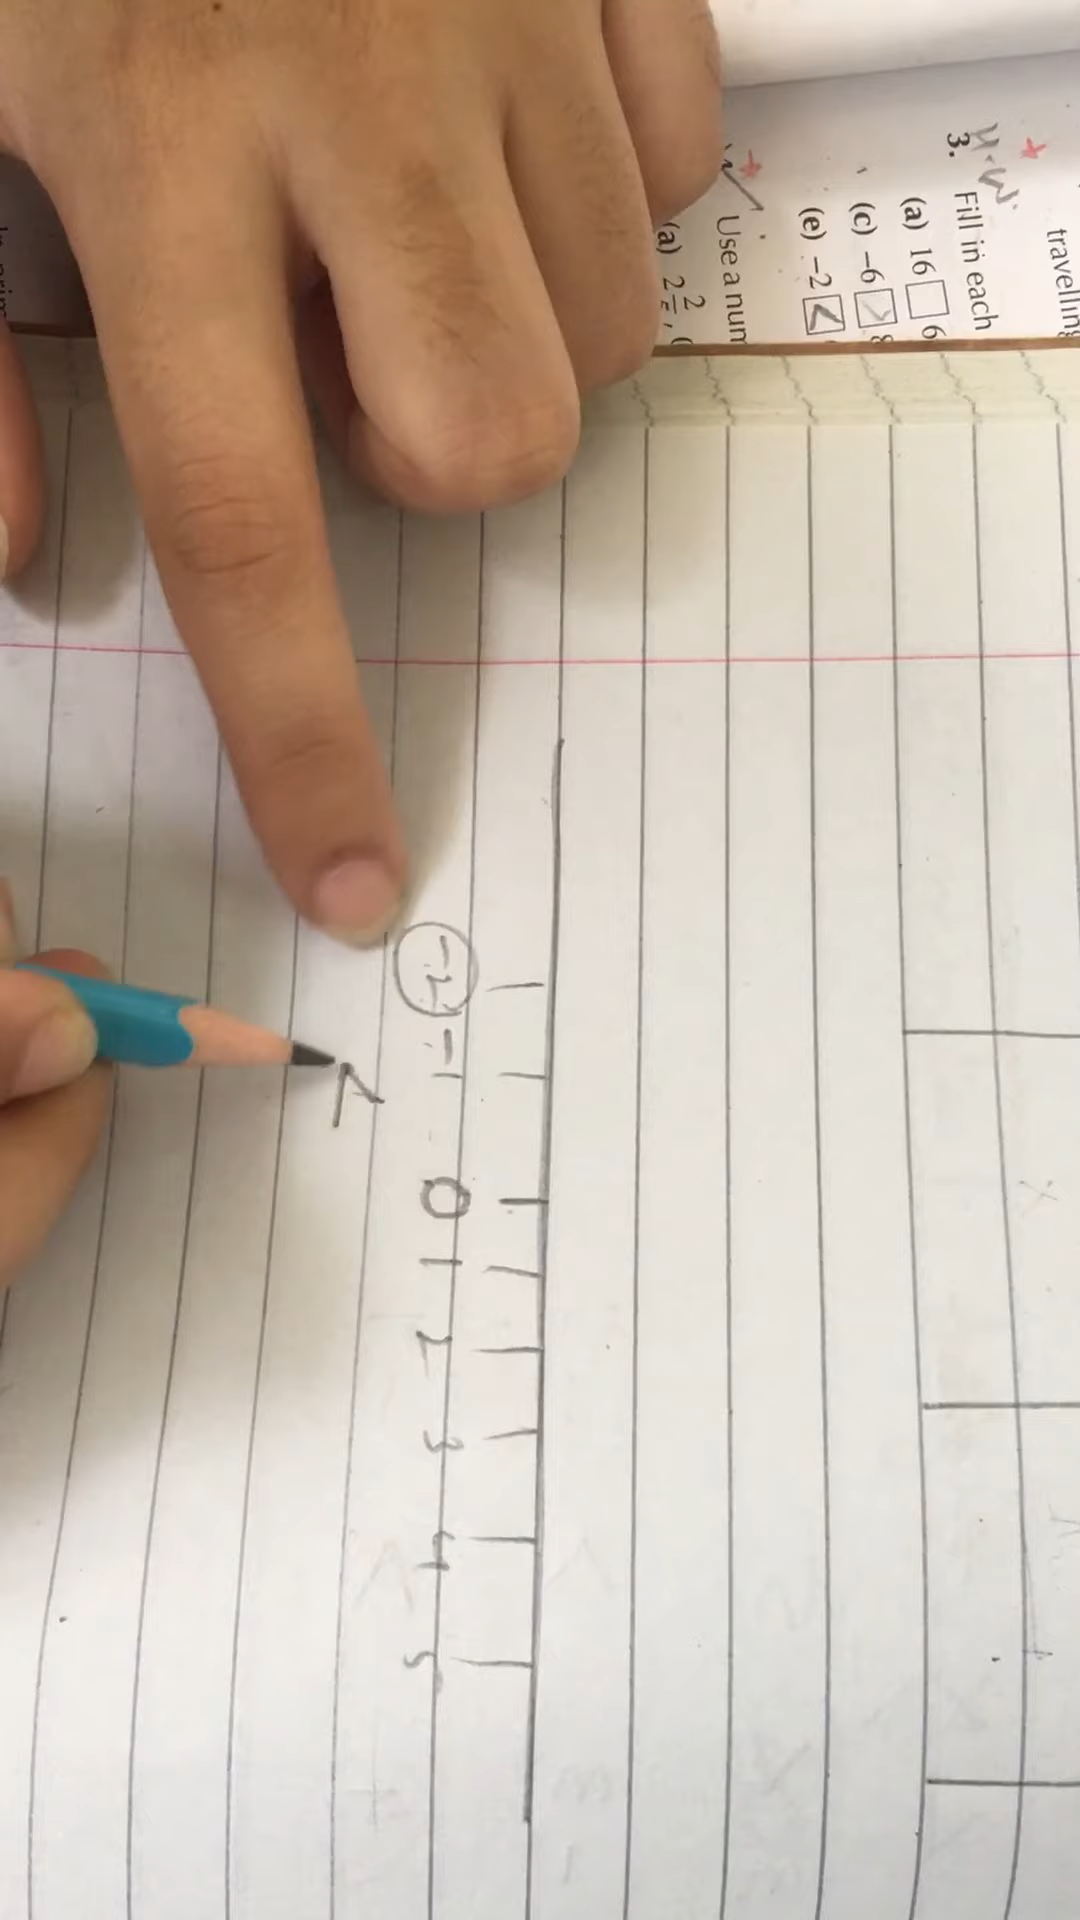 travelling
H.W.
3. Fill in each
(a) 16 □ 6
(c) -6
(e) -2 <
Use a num
(a) 2 2/5, (
-2 -1 0 1 2 3 4 5
<